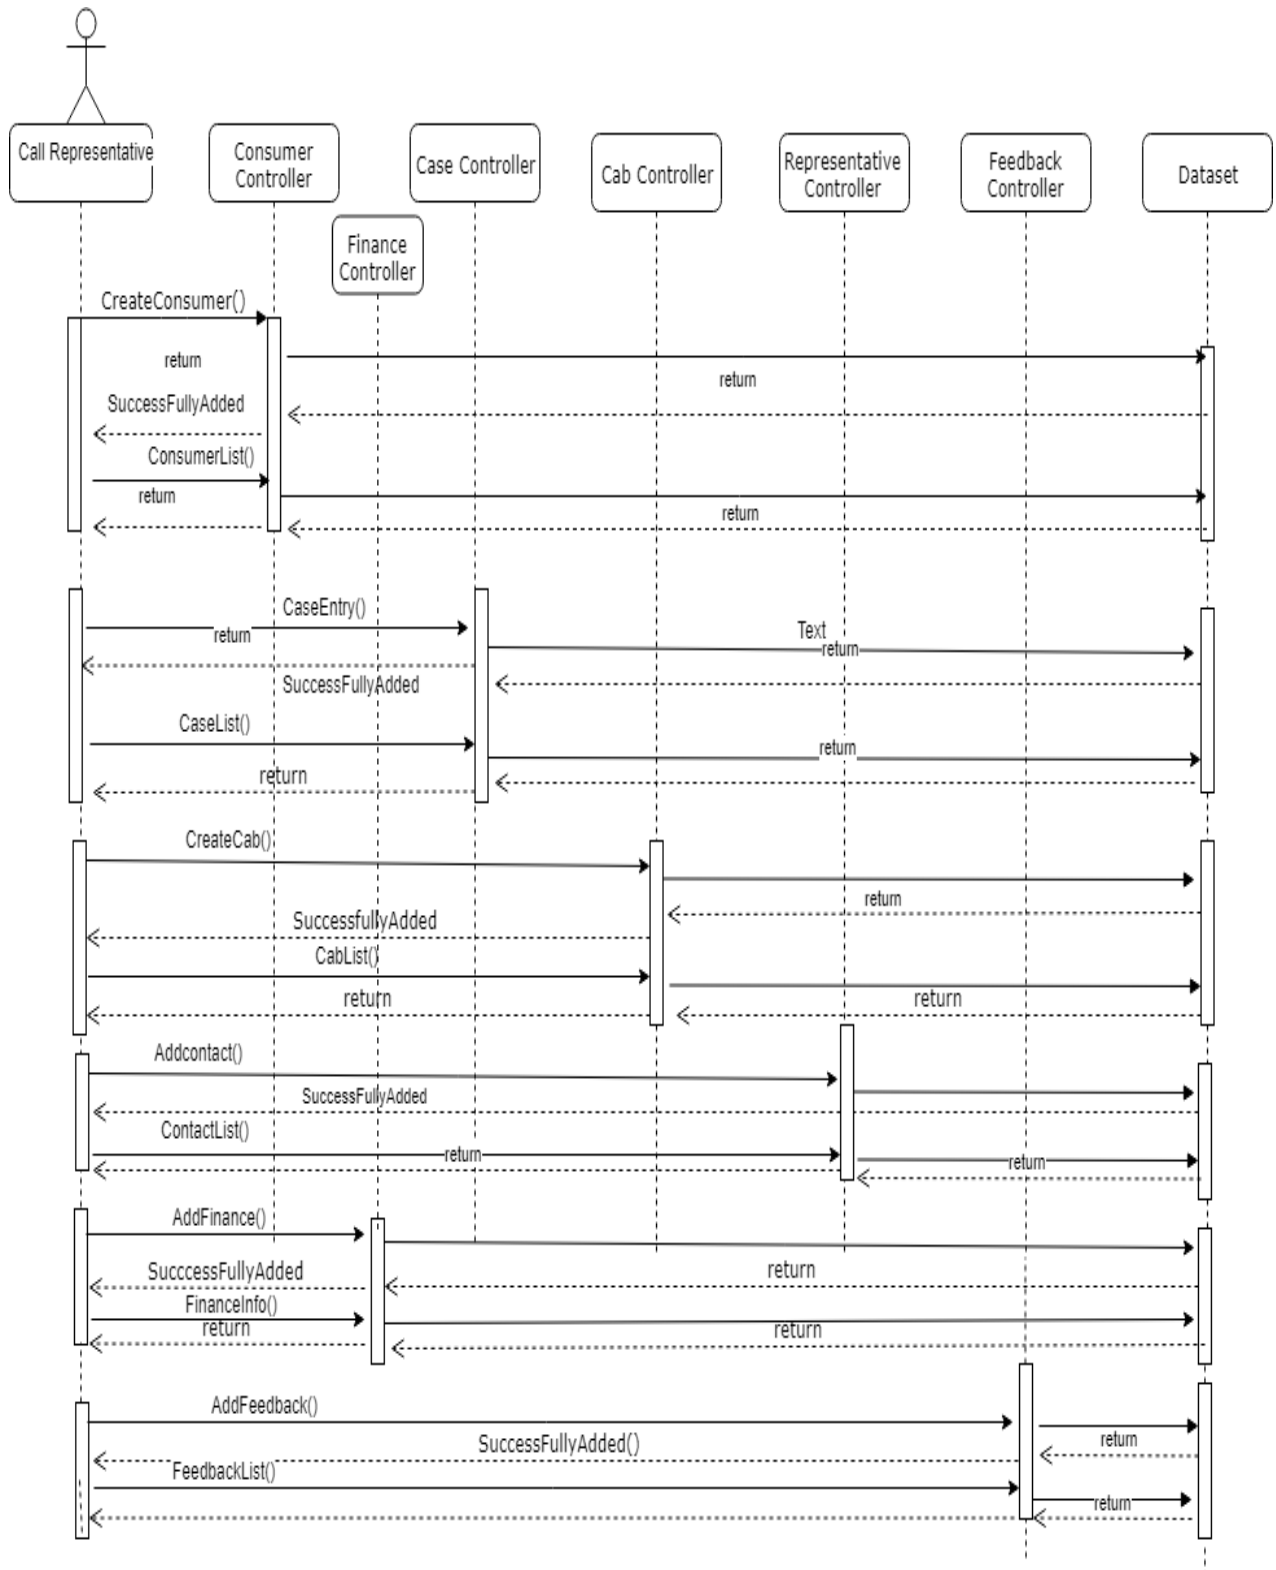 Call Representative
Consumer
Controller
Case Controller
Cab Controller
Representative
Controller
Feedback
Controller
Dataset
Finance
Controller
CreateConsumer()
return
return
SuccessFullyAdded
ConsumerList()
return
return
CaseEntry()
return
Text
return
SuccessFullyAdded
CaseList()
return
return
CreateCab()
return
SuccessfullyAdded
CabList()
return
return
Addcontact()
SuccessFullyAdded
ContactList()
return
return
AddFinance()
SucccessFullyAdded
return
FinanceInfo()
return
return
AddFeedback()
return
SuccessFullyAdded()
FeedbackList()
return